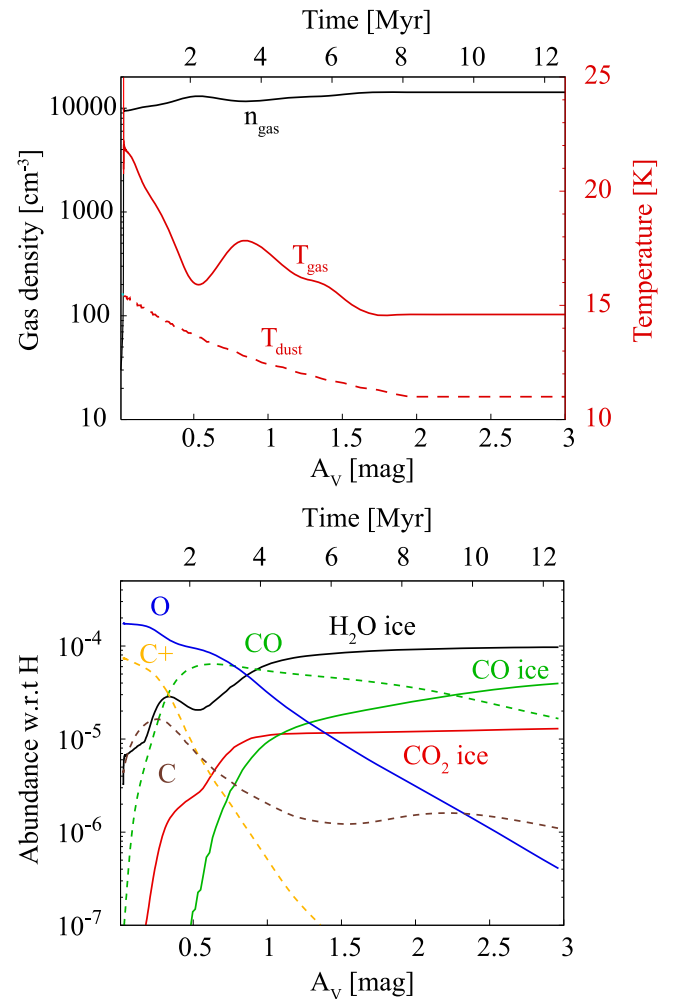 Time [Myr]
2 4 6 8 10 12
10000
1000
100
10
Gas density [cm⁻³]
25
20
15
10
Temperature [K]
n_gas
T_gas
T_dust
0.5 1 1.5 2 2.5 3
A_V [mag]
Time [Myr]
2 4 6 8 10 12
10⁻⁴
10⁻⁵
10⁻⁶
10⁻⁷
Abundance w.r.t H
O
C+
CO
H₂O ice
CO ice
C
CO₂ ice
0.5 1 1.5 2 2.5 3
A_V [mag]